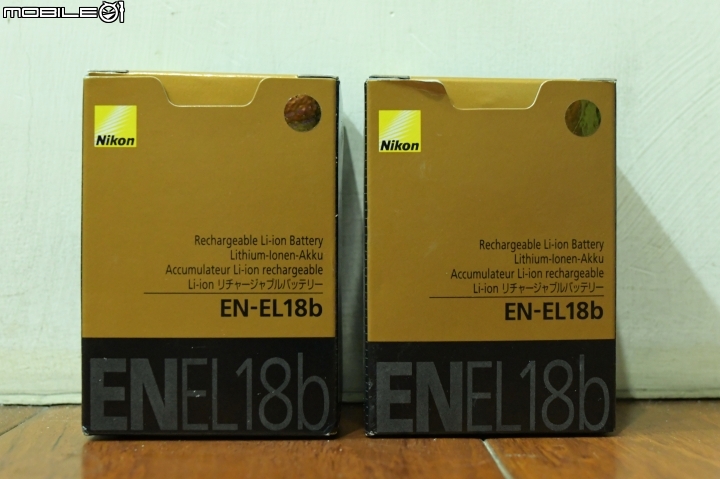 MOBILE01
Nikon
Rechargeable Li-ion Battery
Lithium-Ionen-Akku
Accumulateur Li-ion rechargeable
Li-ion リチャージャブルバッテリー
EN-EL18b
ENEL18b
Nikon
Rechargeable Li-ion Battery
Lithium-Ionen-Akku
Accumulateur Li-ion rechargeable
Li-ion リチャージャブルバッテリー
EN-EL18b
ENEL18b